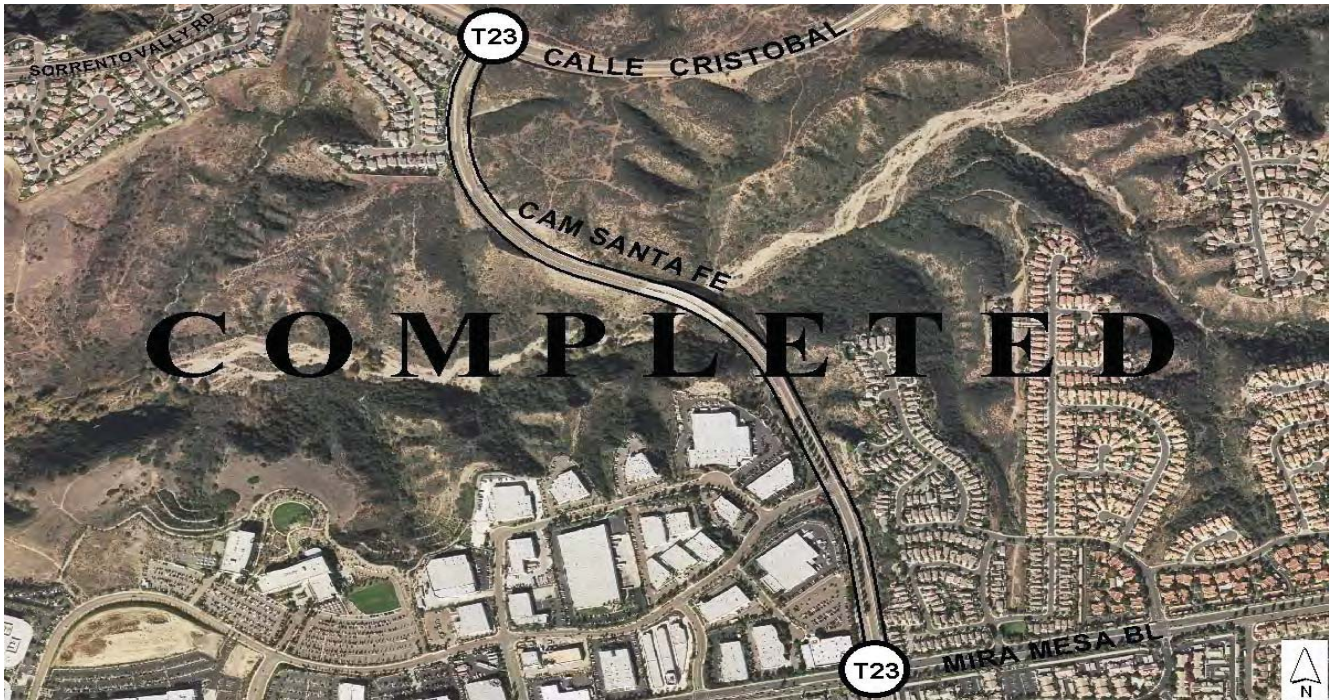 T23
CALLE CRISTOBAL
SORRENTO VALLY RD
CAM SANTA FE
COMPLETED
MIRA MESA BL
T23
N